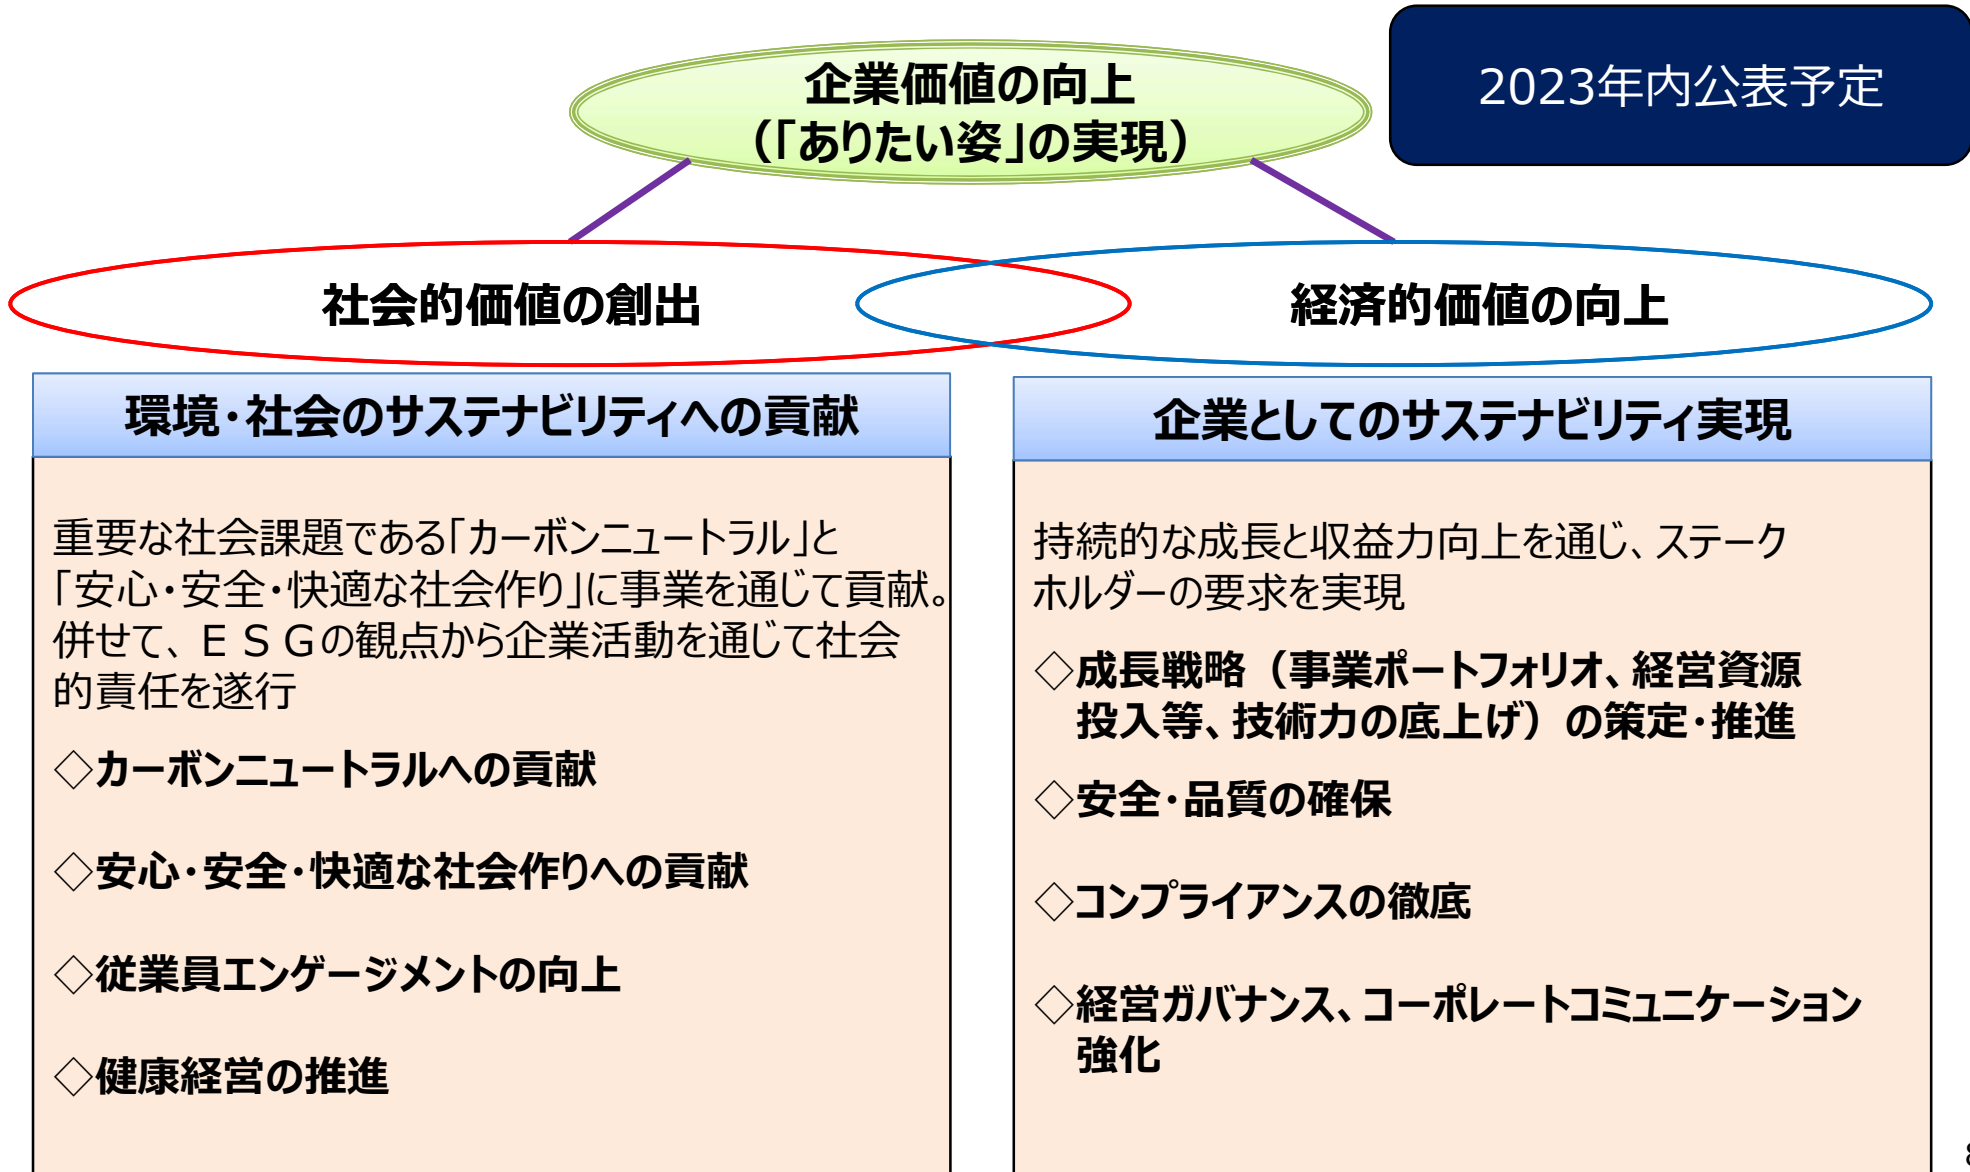 企業価値の向上
(「ありたい姿」の実現)
2023年内公表予定
社会的価値の創出
経済的価値の向上
環境・社会のサステナビリティへの貢献
重要な社会課題である「カーボンニュートラル」と
「安心・安全・快適な社会作り」に事業を通じて貢献。
併せて、ＥＳＧの観点から企業活動を通じて社会
的責任を遂行
◇カーボンニュートラルへの貢献
◇安心・安全・快適な社会作りへの貢献
◇従業員エンゲージメントの向上
◇健康経営の推進
企業としてのサステナビリティ実現
持続的な成長と収益力向上を通じ、ステーク
ホルダーの要求を実現
◇成長戦略（事業ポートフォリオ、経営資源
投入等、技術力の底上げ）の策定・推進
◇安全・品質の確保
◇コンプライアンスの徹底
◇経営ガバナンス、コーポレートコミュニケーション
強化